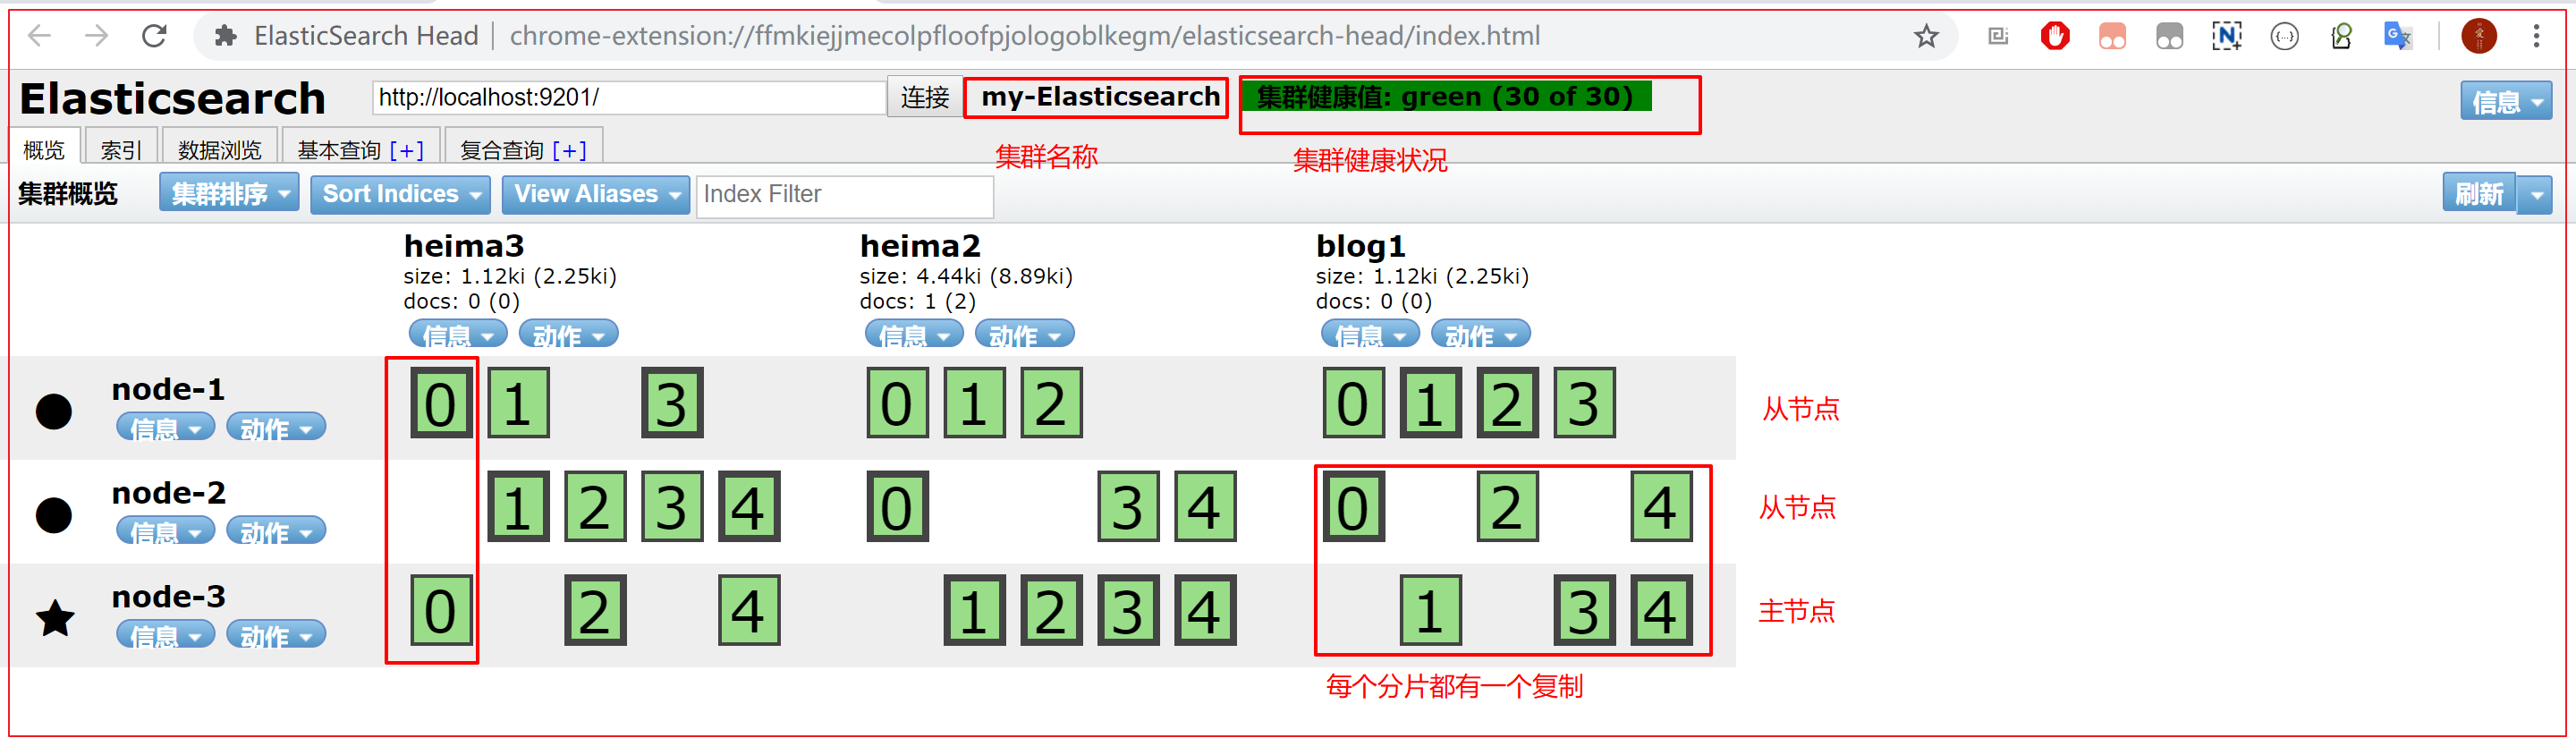 ElasticSearch Head | chrome-extension://ffmkiejjmecolpfloofpjologoblkegm/elasticsearch-head/index.html
Elasticsearch http://localhost:9201/ 连接 my-Elasticsearch 集群健康值: green (30 of 30) 信息
概览 索引 数据浏览 基本查询 [+] 复合查询 [+]
集群名称 集群健康状况
集群概览 集群排序 Sort Indices View Aliases Index Filter 刷新
heima3 heima2 blog1
size: 1.12ki (2.25ki) size: 4.44ki (8.89ki) size: 1.12ki (2.25ki)
docs: 0 (0) docs: 1 (2) docs: 0 (0)
信息 动作 信息 动作 信息 动作
node-1 0 1 3 0 1 2 0 1 2 3 从节点
信息 动作
node-2 1 2 3 4 0 3 4 0 2 4 从节点
信息 动作
node-3 0 2 4 1 2 3 4 1 3 4 主节点
信息 动作
每个分片都有一个复制